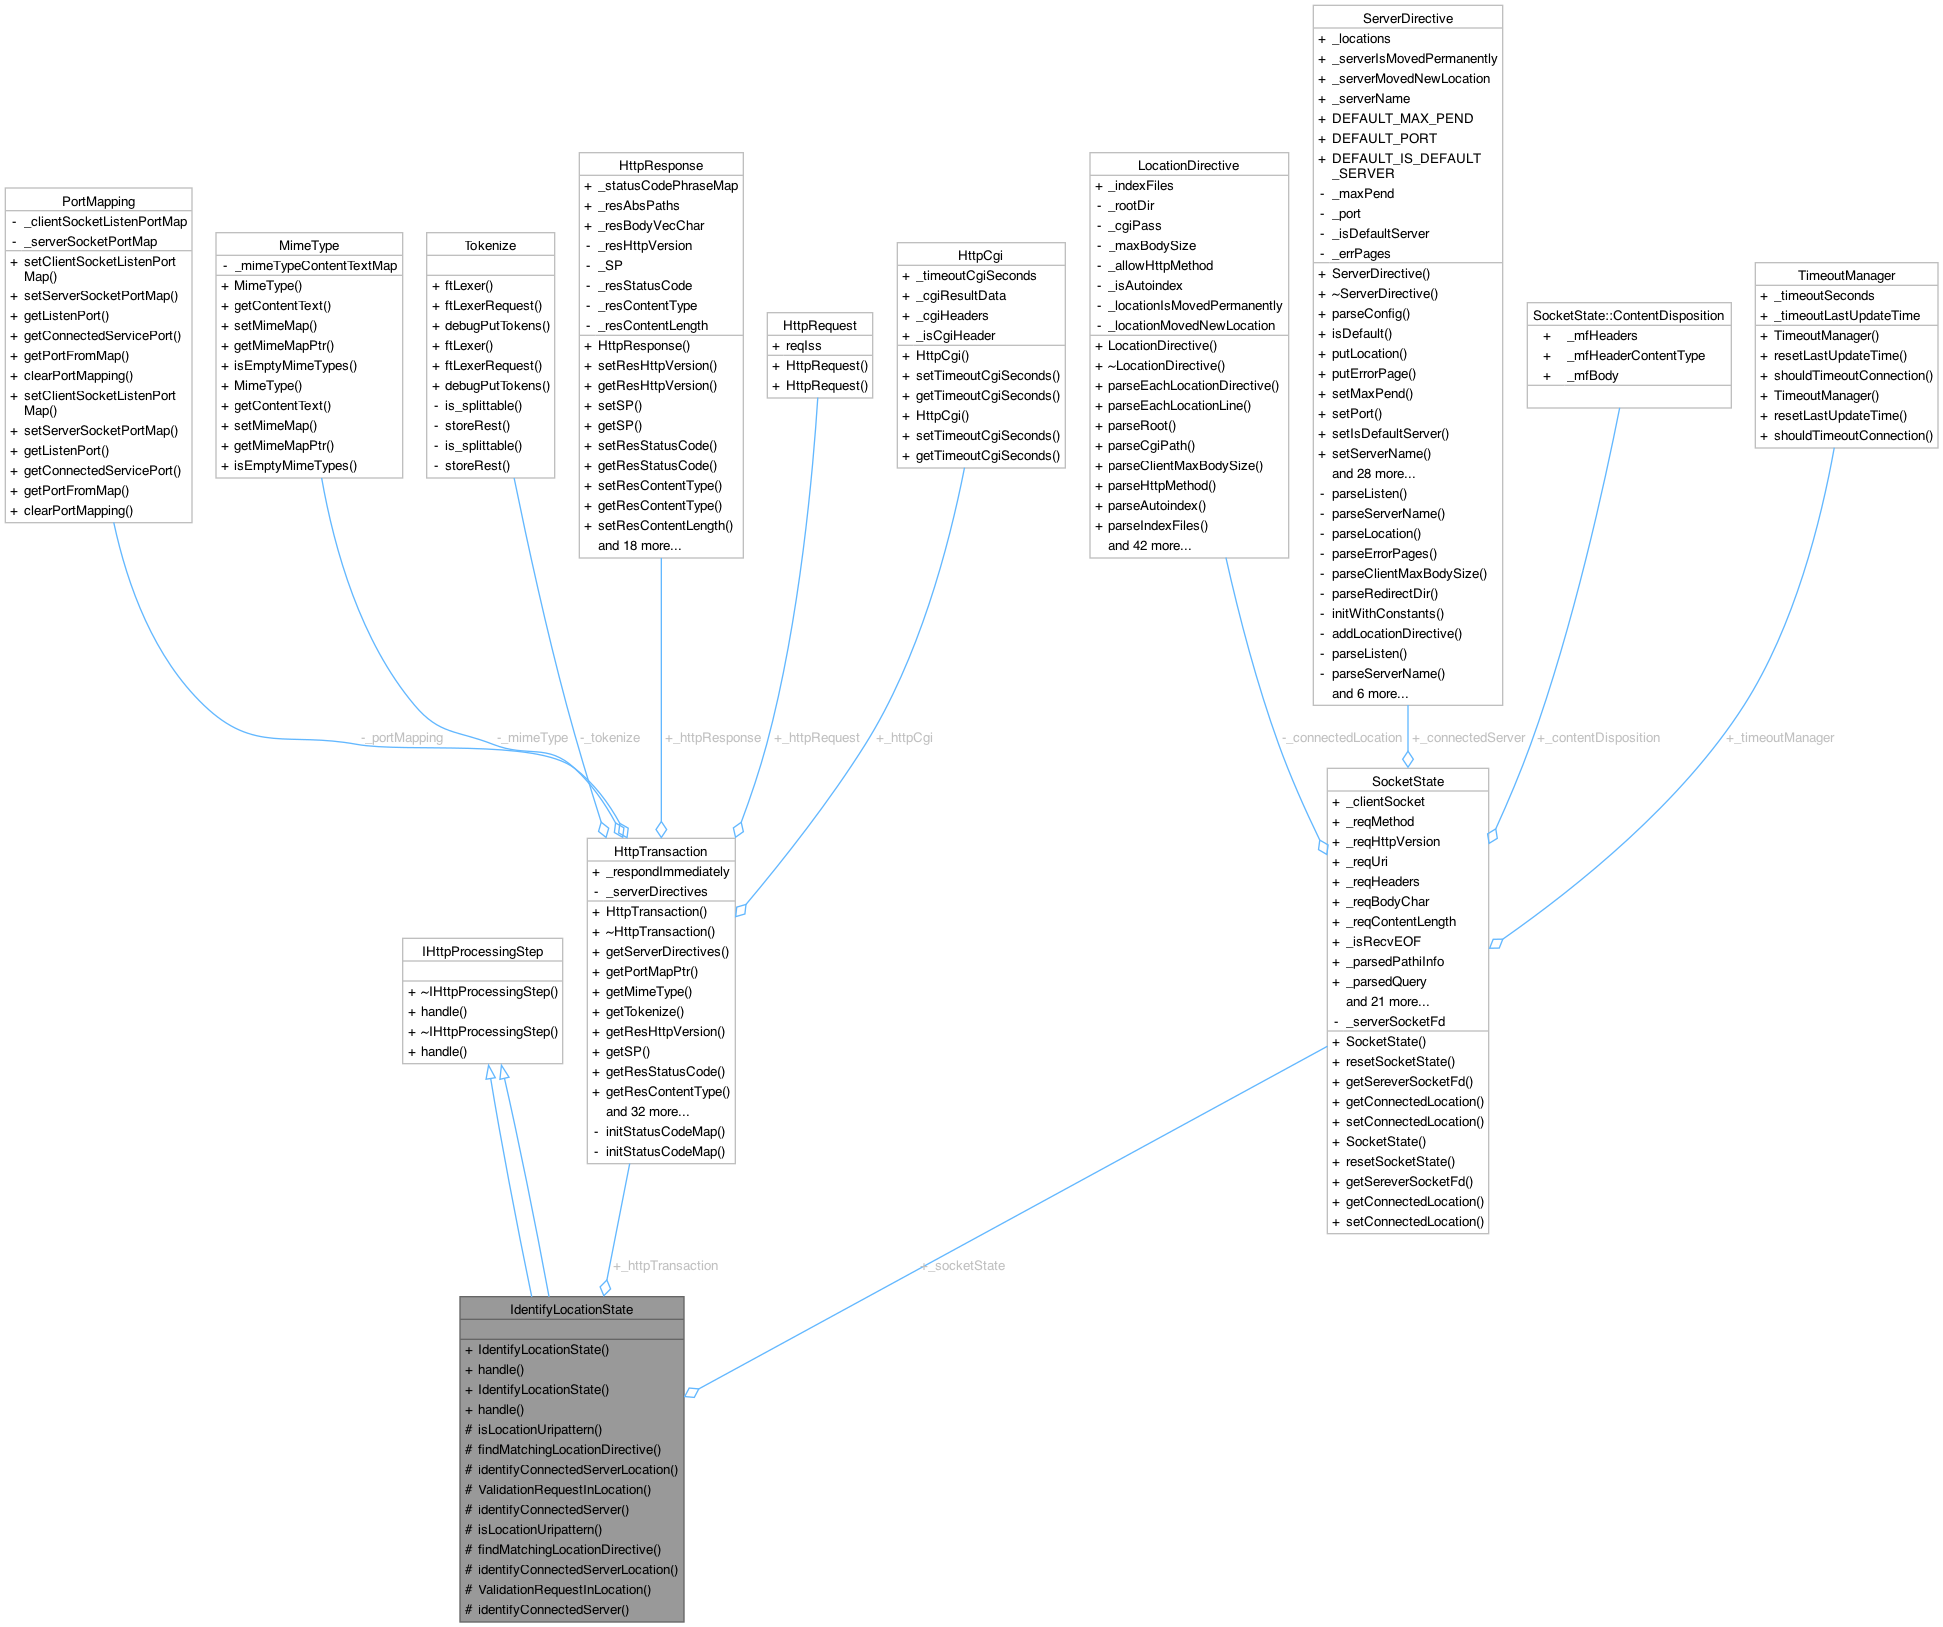 ServerDirective
+ _locations
+ _serverIsMovedPermanently
+ _serverMovedNewLocation
+ _serverName
+ DEFAULT_MAX_PEND
+ DEFAULT_PORT
+ DEFAULT_IS_DEFAULT
_SERVER
- _maxPend
- _port
- _isDefaultServer
- _errPages
+ ServerDirective()
+ ~ServerDirective()
+ parseConfig()
+ isDefault()
+ putLocation()
+ putErrorPage()
+ setMaxPend()
+ setPort()
+ setIsDefaultServer()
+ setServerName()
and 28 more...
- parseListen()
- parseServerName()
- parseLocation()
- parseErrorPages()
- parseClientMaxBodySize()
- parseRedirectDir()
- initWithConstants()
- addLocationDirective()
- parseListen()
- parseServerName()
and 6 more...
PortMapping
- _clientSocketListenPortMap
- _serverSocketPortMap
+ setClientSocketListenPort
Map()
+ setServerSocketPortMap()
+ getListenPort()
+ getConnectedServicePort()
+ getPortFromMap()
+ clearPortMapping()
+ setClientSocketListenPort
Map()
+ setServerSocketPortMap()
+ getListenPort()
+ getConnectedServicePort()
+ getPortFromMap()
+ clearPortMapping()
MimeType
- _mimeTypeContentTextMap
+ MimeType()
+ getContentText()
+ setMimeMap()
+ getMimeMapPtr()
+ isEmptyMimeTypes()
+ MimeType()
+ getContentText()
+ setMimeMap()
+ getMimeMapPtr()
+ isEmptyMimeTypes()
Tokenize
+ ftLexer()
+ ftLexerRequest()
+ debugPutTokens()
+ ftLexer()
+ ftLexerRequest()
+ debugPutTokens()
- is_splittable()
- storeRest()
- is_splittable()
- storeRest()
HttpResponse
+ _statusCodePhraseMap
+ _resAbsPaths
+ _resBodyVecChar
- _resHttpVersion
- _SP
- _resStatusCode
- _resContentType
- _resContentLength
+ HttpResponse()
+ setResHttpVersion()
+ getResHttpVersion()
+ setSP()
+ getSP()
+ setResStatusCode()
+ getResStatusCode()
+ setResContentType()
+ getResContentType()
+ setResContentLength()
and 18 more...
HttpRequest
+ reqIss
+ HttpRequest()
+ HttpRequest()
HttpCgi
+ _timeoutCgiSeconds
+ _cgiResultData
+ _cgiHeaders
+ _isCgiHeader
+ HttpCgi()
+ setTimeoutCgiSeconds()
+ getTimeoutCgiSeconds()
+ HttpCgi()
+ setTimeoutCgiSeconds()
+ getTimeoutCgiSeconds()
LocationDirective
+ _indexFiles
- _rootDir
- _cgiPass
- _maxBodySize
- _allowHttpMethod
- _isAutoindex
- _locationIsMovedPermanently
- _locationMovedNewLocation
+ LocationDirective()
+ ~LocationDirective()
+ parseEachLocationDirective()
+ parseEachLocationLine()
+ parseRoot()
+ parseCgiPath()
+ parseClientMaxBodySize()
+ parseHttpMethod()
+ parseAutoindex()
+ parseIndexFiles()
and 42 more...
SocketState::ContentDisposition
+ _mfHeaders
+ _mfHeaderContentType
+ _mfBody
TimeoutManager
+ _timeoutSeconds
+ _timeoutLastUpdateTime
+ TimeoutManager()
+ resetLastUpdateTime()
+ shouldTimeoutConnection()
+ TimeoutManager()
+ resetLastUpdateTime()
+ shouldTimeoutConnection()
-_portMapping
-_mimeType
-_tokenize
+_httpResponse
+_httpRequest
+_httpCgi
-_connectedLocation
+_connectedServer
+_contentDisposition
+_timeoutManager
HttpTransaction
+ _respondImmediately
- _serverDirectives
+ HttpTransaction()
+ ~HttpTransaction()
+ getServerDirectives()
+ getPortMapPtr()
+ getMimeType()
+ getTokenize()
+ getResHttpVersion()
+ getSP()
+ getResStatusCode()
+ getResContentType()
and 32 more...
- initStatusCodeMap()
- initStatusCodeMap()
SocketState
+ _clientSocket
+ _reqMethod
+ _reqHttpVersion
+ _reqUri
+ _reqHeaders
+ _reqBodyChar
+ _reqContentLength
+ _isRecvEOF
+ _parsedPathiInfo
+ _parsedQuery
and 21 more...
- _serverSocketFd
+ SocketState()
+ resetSocketState()
+ getSereverSocketFd()
+ getConnectedLocation()
+ setConnectedLocation()
+ SocketState()
+ resetSocketState()
+ getSereverSocketFd()
+ getConnectedLocation()
+ setConnectedLocation()
IHttpProcessingStep
+ ~IHttpProcessingStep()
+ handle()
+ ~IHttpProcessingStep()
+ handle()
+_httpTransaction
+_socketState
IdentifyLocationState
+ IdentifyLocationState()
+ handle()
+ IdentifyLocationState()
+ handle()
# isLocationUripattern()
# findMatchingLocationDirective()
# identifyConnectedServerLocation()
# ValidationRequestInLocation()
# identifyConnectedServer()
# isLocationUripattern()
# findMatchingLocationDirective()
# identifyConnectedServerLocation()
# ValidationRequestInLocation()
# identifyConnectedServer()